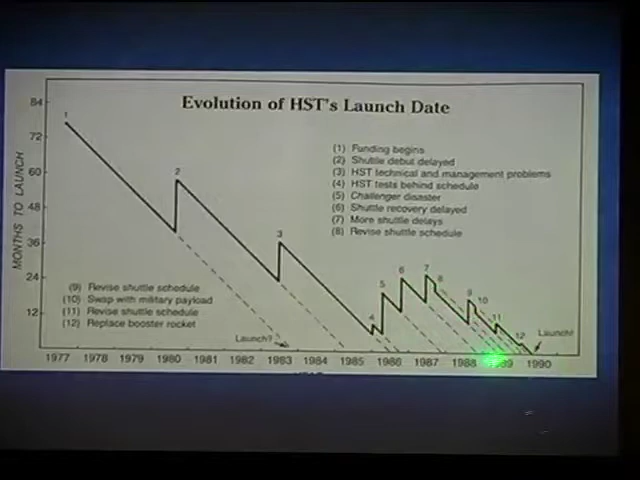 Evolution of HST's Launch Date
MONTHS TO LAUNCH
84
72
60
48
36
24
12
1
2
3
4
5
6
7
8
9
10
11
12
(1) Funding begins
(2) Shuttle debut delayed
(3) HST technical and management problems
(4) HST tests behind schedule
(5) Challenger disaster
(6) Shuttle recovery delayed
(7) More shuttle delays
(8) Revise shuttle schedule
(9) Revise shuttle schedule
(10) Swap with military payload
(11) Revise shuttle schedule
(12) Replace booster rocket
Launch?
Launch!
1977 1978 1979 1980 1981 1982 1983 1984 1985 1986 1987 1988 1989 1990